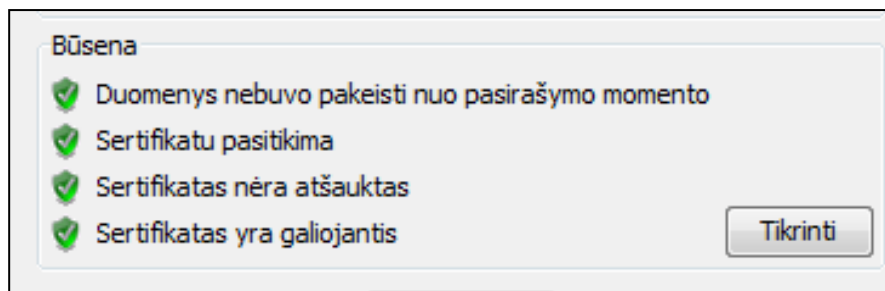 Būsena
Duomenys nebuvo pakeisti nuo pasirašymo momento
Sertifikatu pasitikima
Sertifikatas nėra atšauktas
Sertifikatas yra galiojantis
Tikrinti